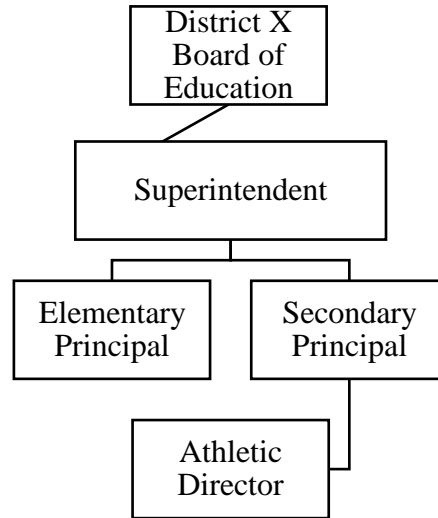 District X
Board of
Education
Superintendent
Elementary
Principal
Secondary
Principal
Athletic
Director